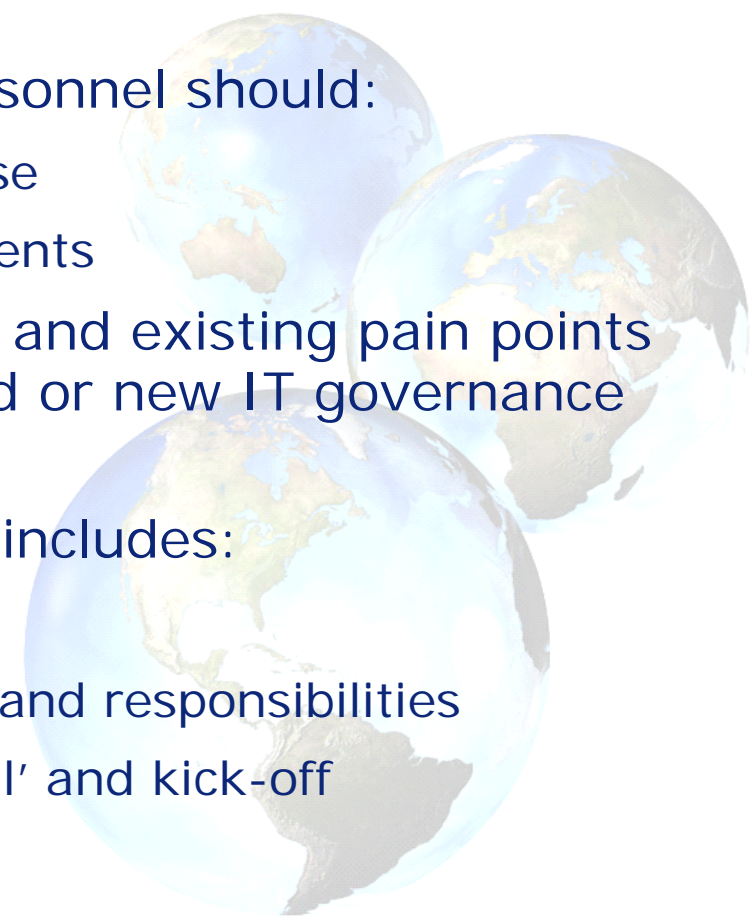 sonnel should:
se
ents
and existing pain points
d or new IT governance
includes:
and responsibilities
l’ and kick-off